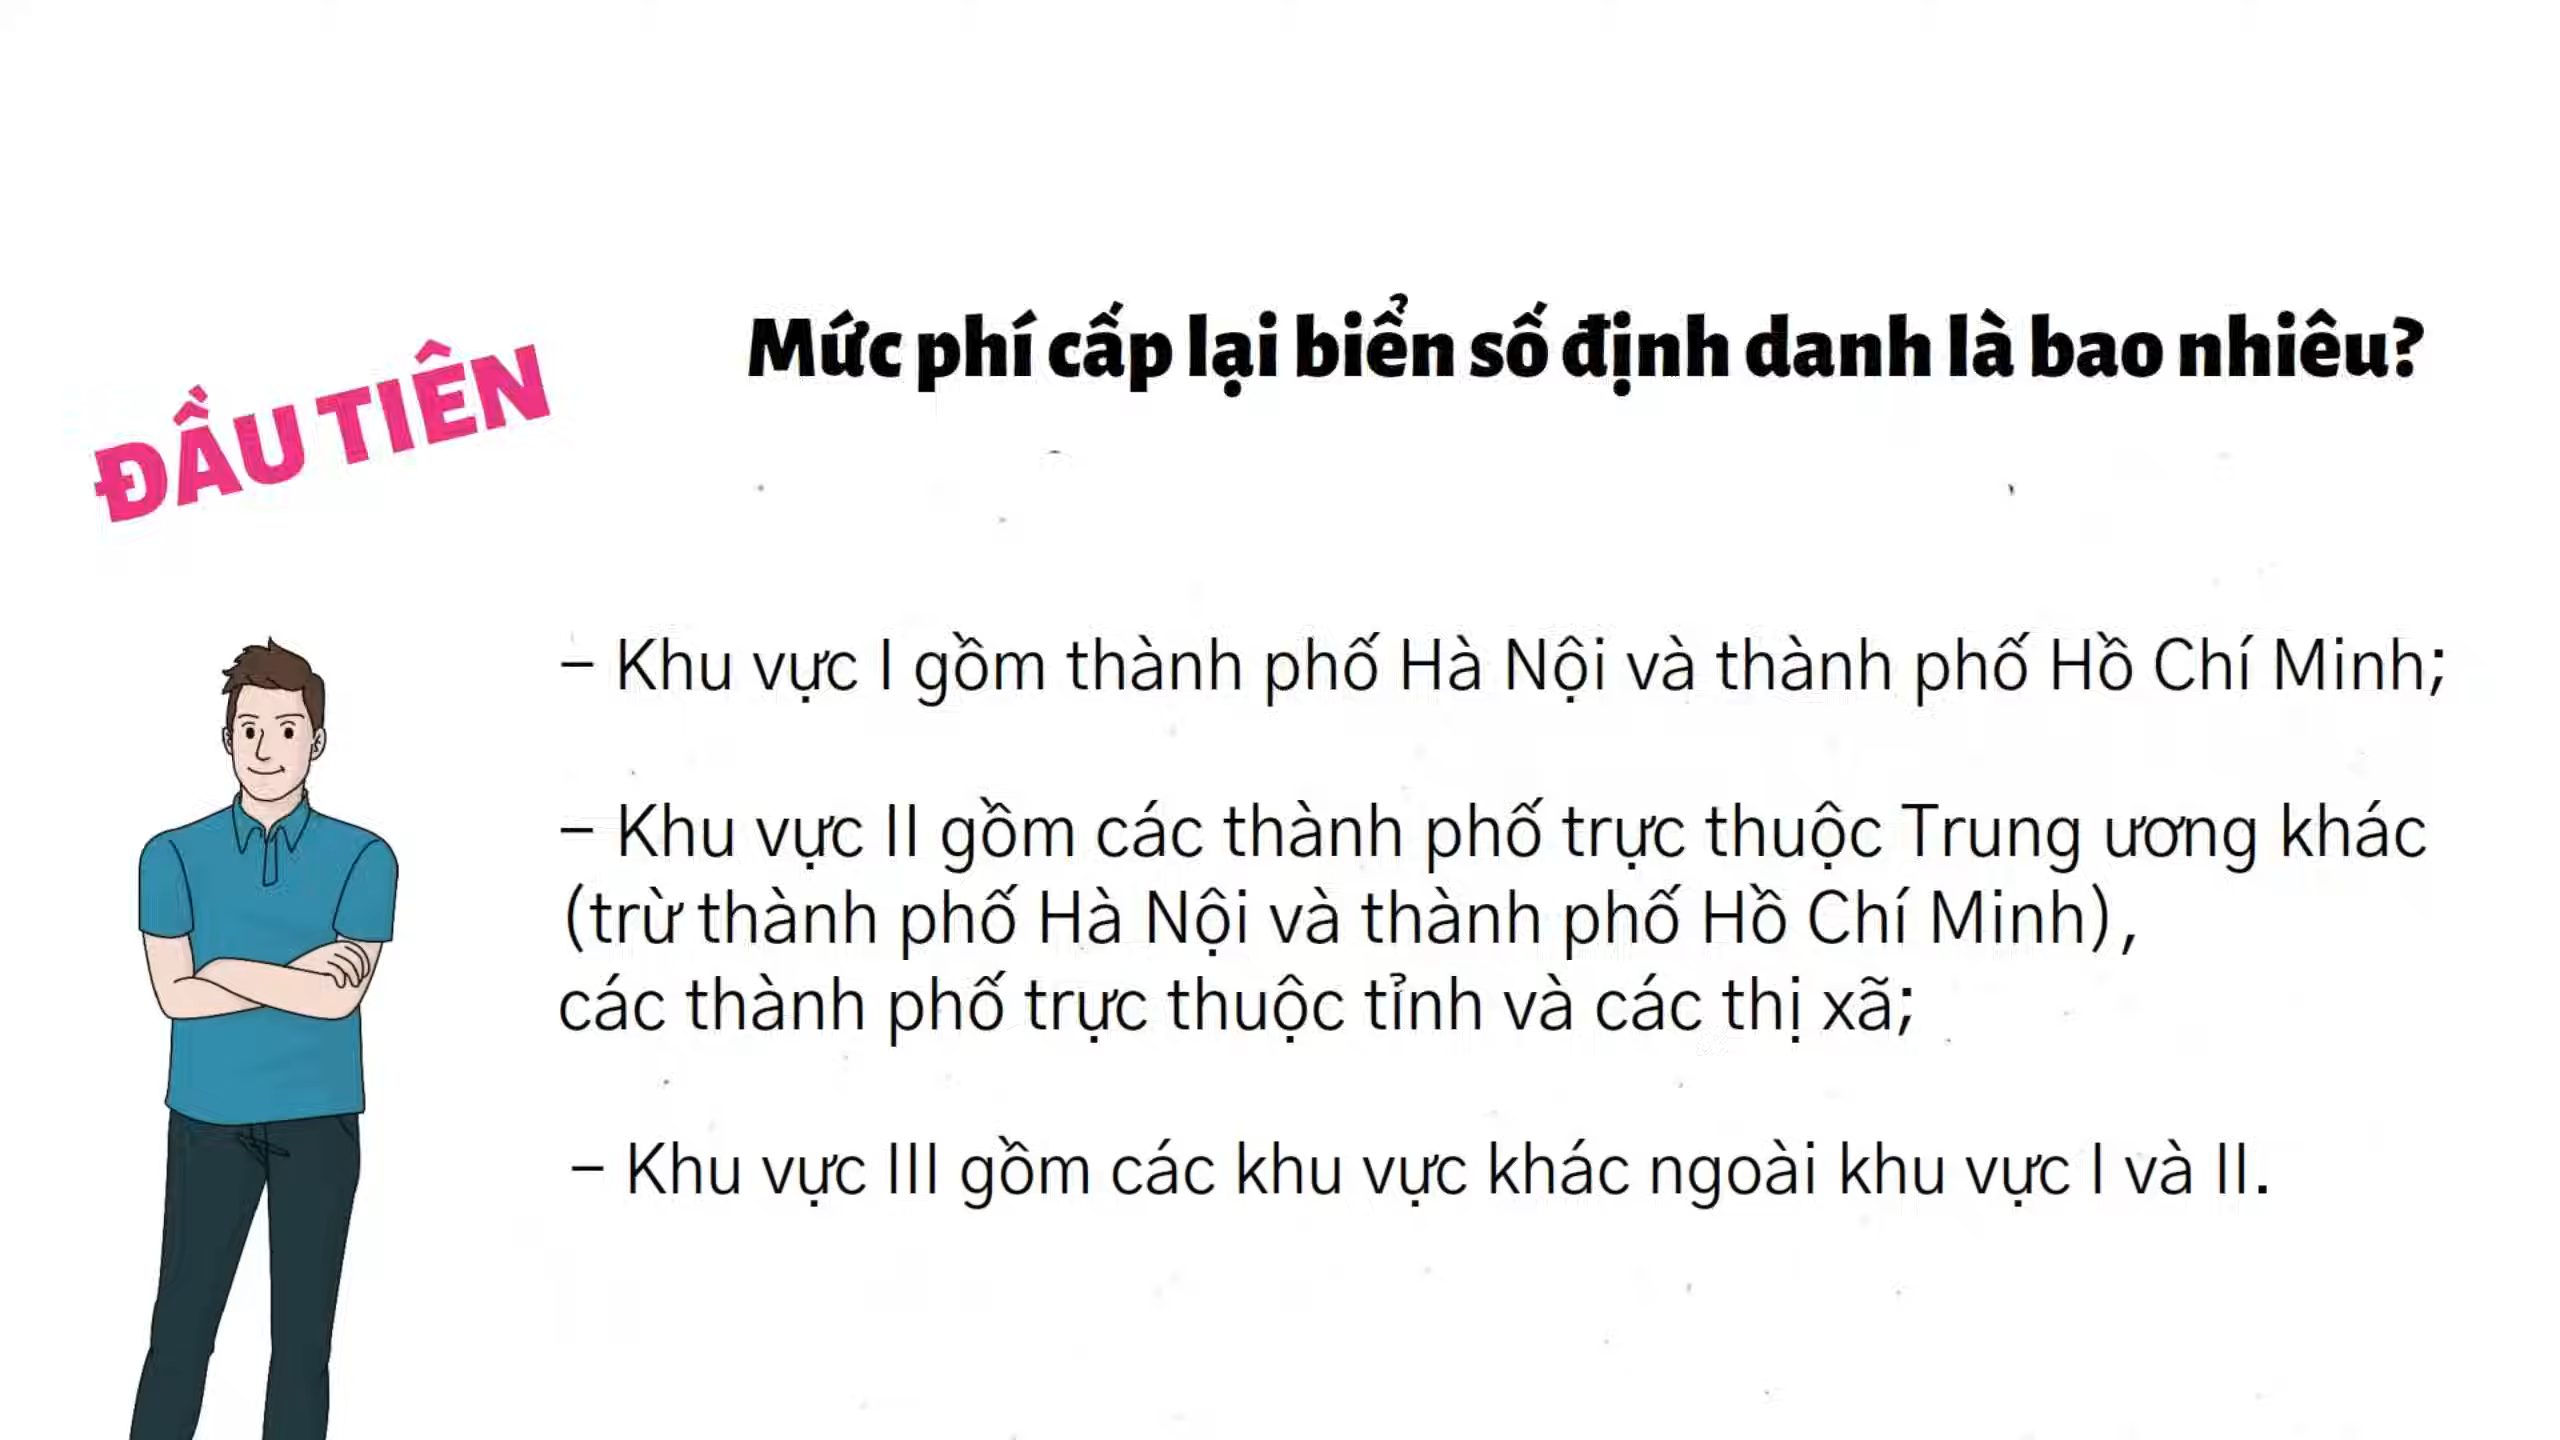 ĐẦU TIÊN
Mức phí cấp lại biển số định danh là bao nhiêu?
- Khu vực I gồm thành phố Hà Nội và thành phố Hồ Chí Minh;
- Khu vực II gồm các thành phố trực thuộc Trung ương khác
(trừ thành phố Hà Nội và thành phố Hồ Chí Minh),
các thành phố trực thuộc tỉnh và các thị xã;
- Khu vực III gồm các khu vực khác ngoài khu vực I và II.